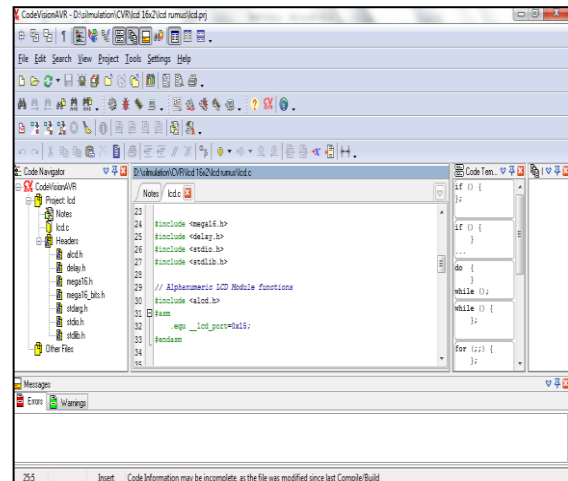 CodeVisionAVR - D:\silmulation\CVR\lcd 16x2\lcd rumus\lcd.prj
File Edit Search View Project Tools Settings Help
Code Navigator
CodeVisionAVR
Project: lcd
Notes
lcd.c
Headers
alcd.h
delay.h
mega16.h
mega16_bits.h
stdarg.h
stdio.h
stdlib.h
Other Files
D:\silmulation\CVR\lcd 16x2\lcd rumus\lcd.c
Notes lcd.c
23
24 #include <mega16.h>
25 #include <delay.h>
26 #include <stdio.h>
27 #include <stdlib.h>
28
29 // Alphanumeric LCD Module functions
30 #include <alcd.h>
31 #asm
32 .equ __lcd_port=0x15;
33 #endasm
34
Code Tem...
if () {
};
if () {
}
...
do {
}
while ();
while () {
};
for (;;) {
};
Messages
Errors Warnings
25:5 Insert Code Information may be incomplete, as the file was modified since last Compile/Build